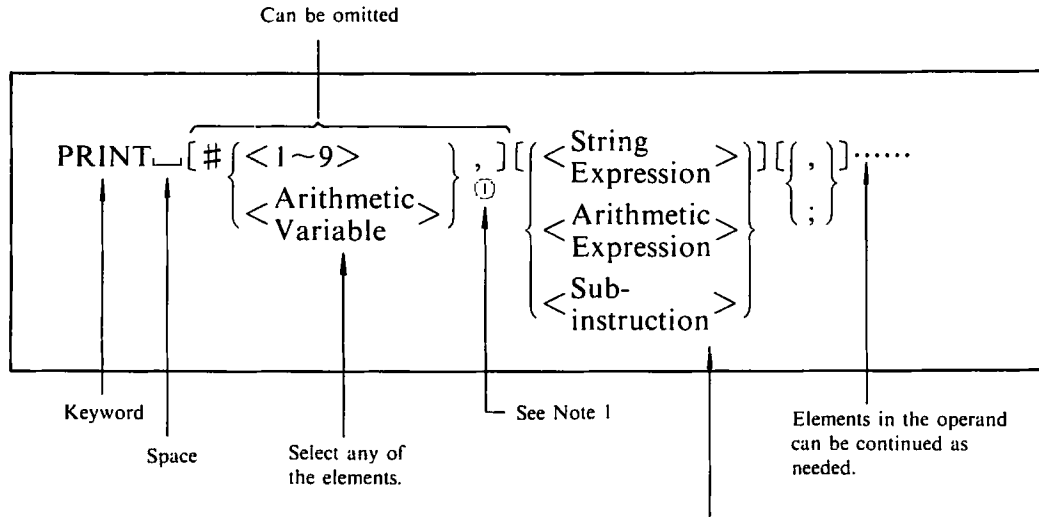 Can be omitted
PRINT␣[#{<1~9> <Arithmetic Variable>},][{<String Expression> <Arithmetic Expression> <Sub-instruction>}][{, ;}]......
①
Keyword
Space
Select any of
the elements.
See Note 1
Elements in the operand
can be continued as
needed.